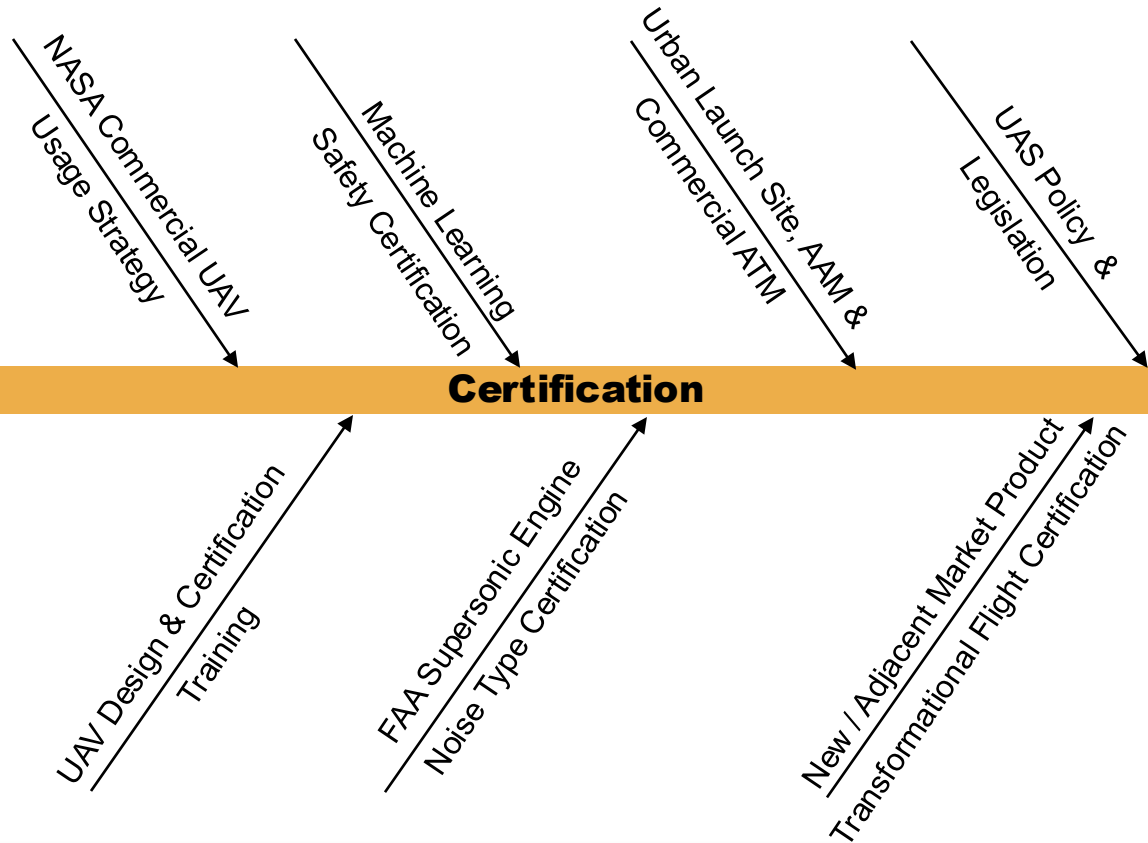 NASA Commercial UAV
Usage Strategy
Machine Learning
Safety Certification
Urban Launch Site, AAM &
Commercial ATM
UAS Policy &
Legislation
Certification
UAV Design & Certification
Training
FAA Supersonic Engine
Noise Type Certification
New / Adjacent Market Product
Transformational Flight Certification